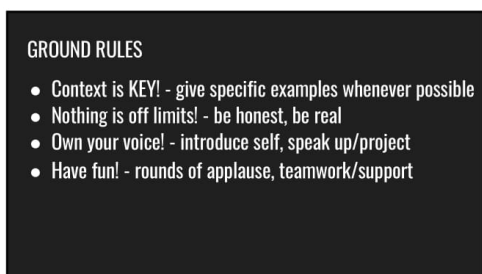 GROUND RULES
● Context is KEY! - give specific examples whenever possible
● Nothing is off limits! - be honest, be real
● Own your voice! - introduce self, speak up/project
● Have fun! - rounds of applause, teamwork/support